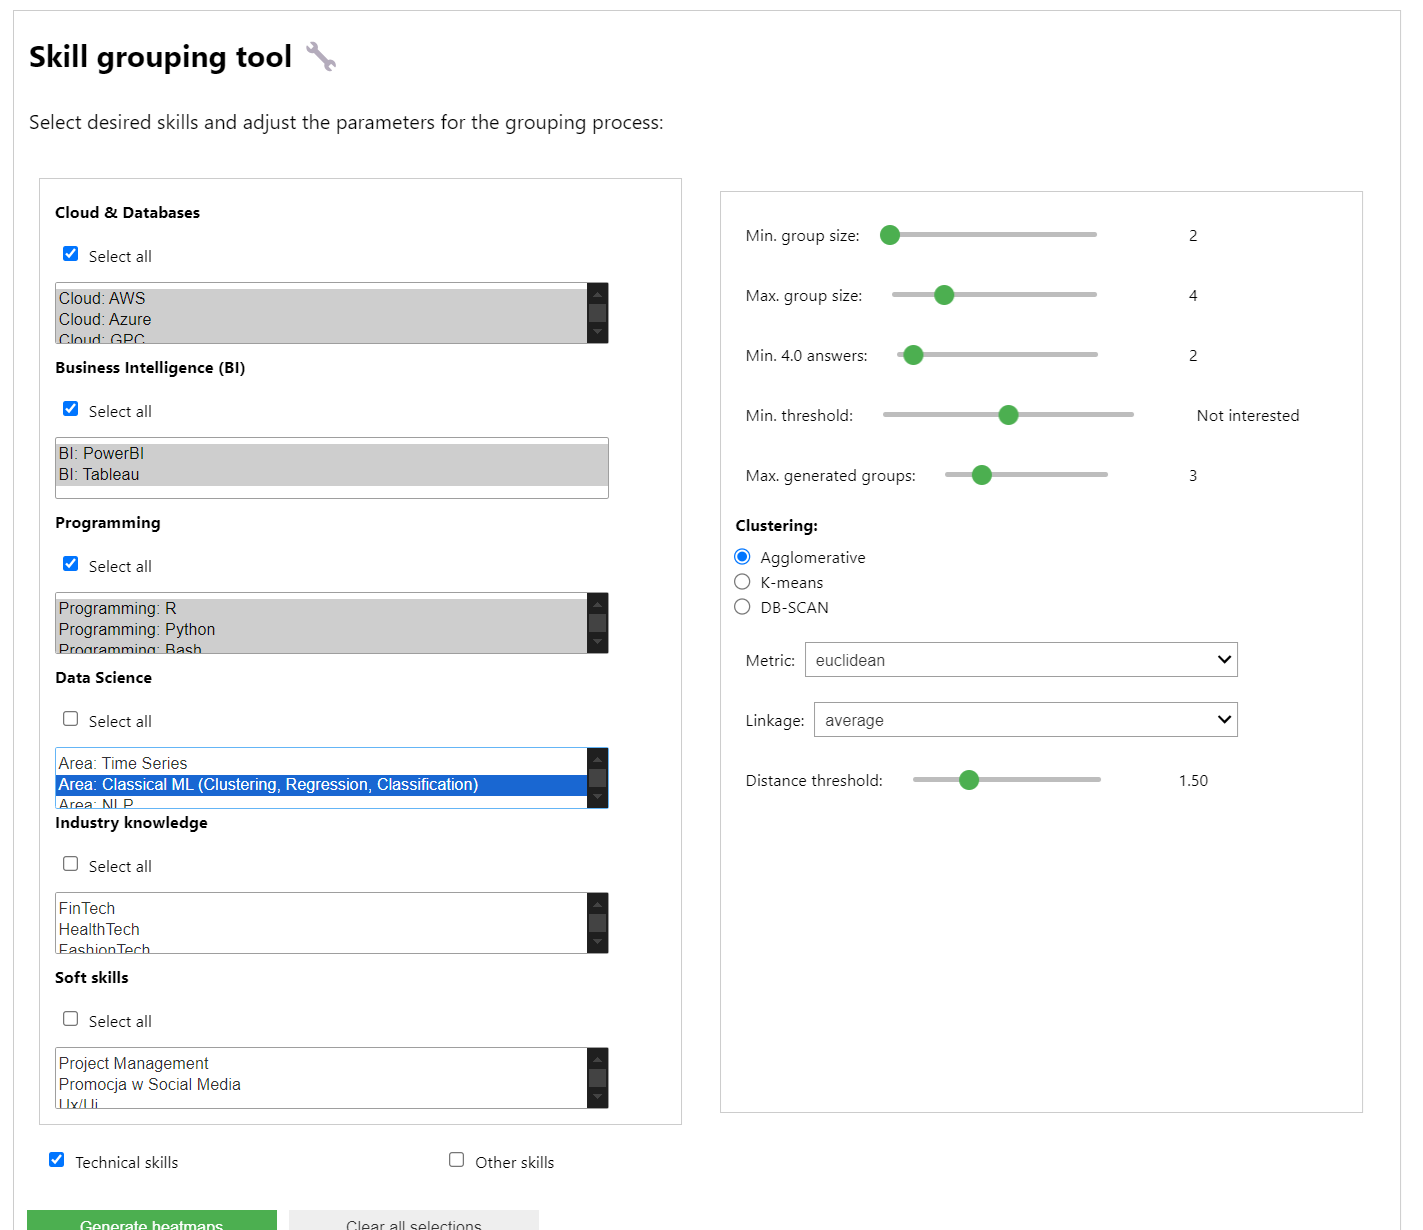 Skill grouping tool
Select desired skills and adjust the parameters for the grouping process:
Cloud & Databases
Select all
Cloud: AWS
Cloud: Azure
Cloud: GPC
Business Intelligence (BI)
Select all
BI: PowerBI
BI: Tableau
Programming
Select all
Programming: R
Programming: Python
Programming: Bash
Data Science
Select all
Area: Time Series
Area: Classical ML (Clustering, Regression, Classification)
Area: NLP
Industry knowledge
Select all
FinTech
HealthTech
FashionTech
Soft skills
Select all
Project Management
Promocja w Social Media
Ux/Ui
Technical skills
Other skills
Generate heatmaps
Clear all selections
Min. group size: 2
Max. group size: 4
Min. 4.0 answers: 2
Min. threshold: Not interested
Max. generated groups: 3
Clustering:
Agglomerative
K-means
DB-SCAN
Metric: euclidean
Linkage: average
Distance threshold: 1.50